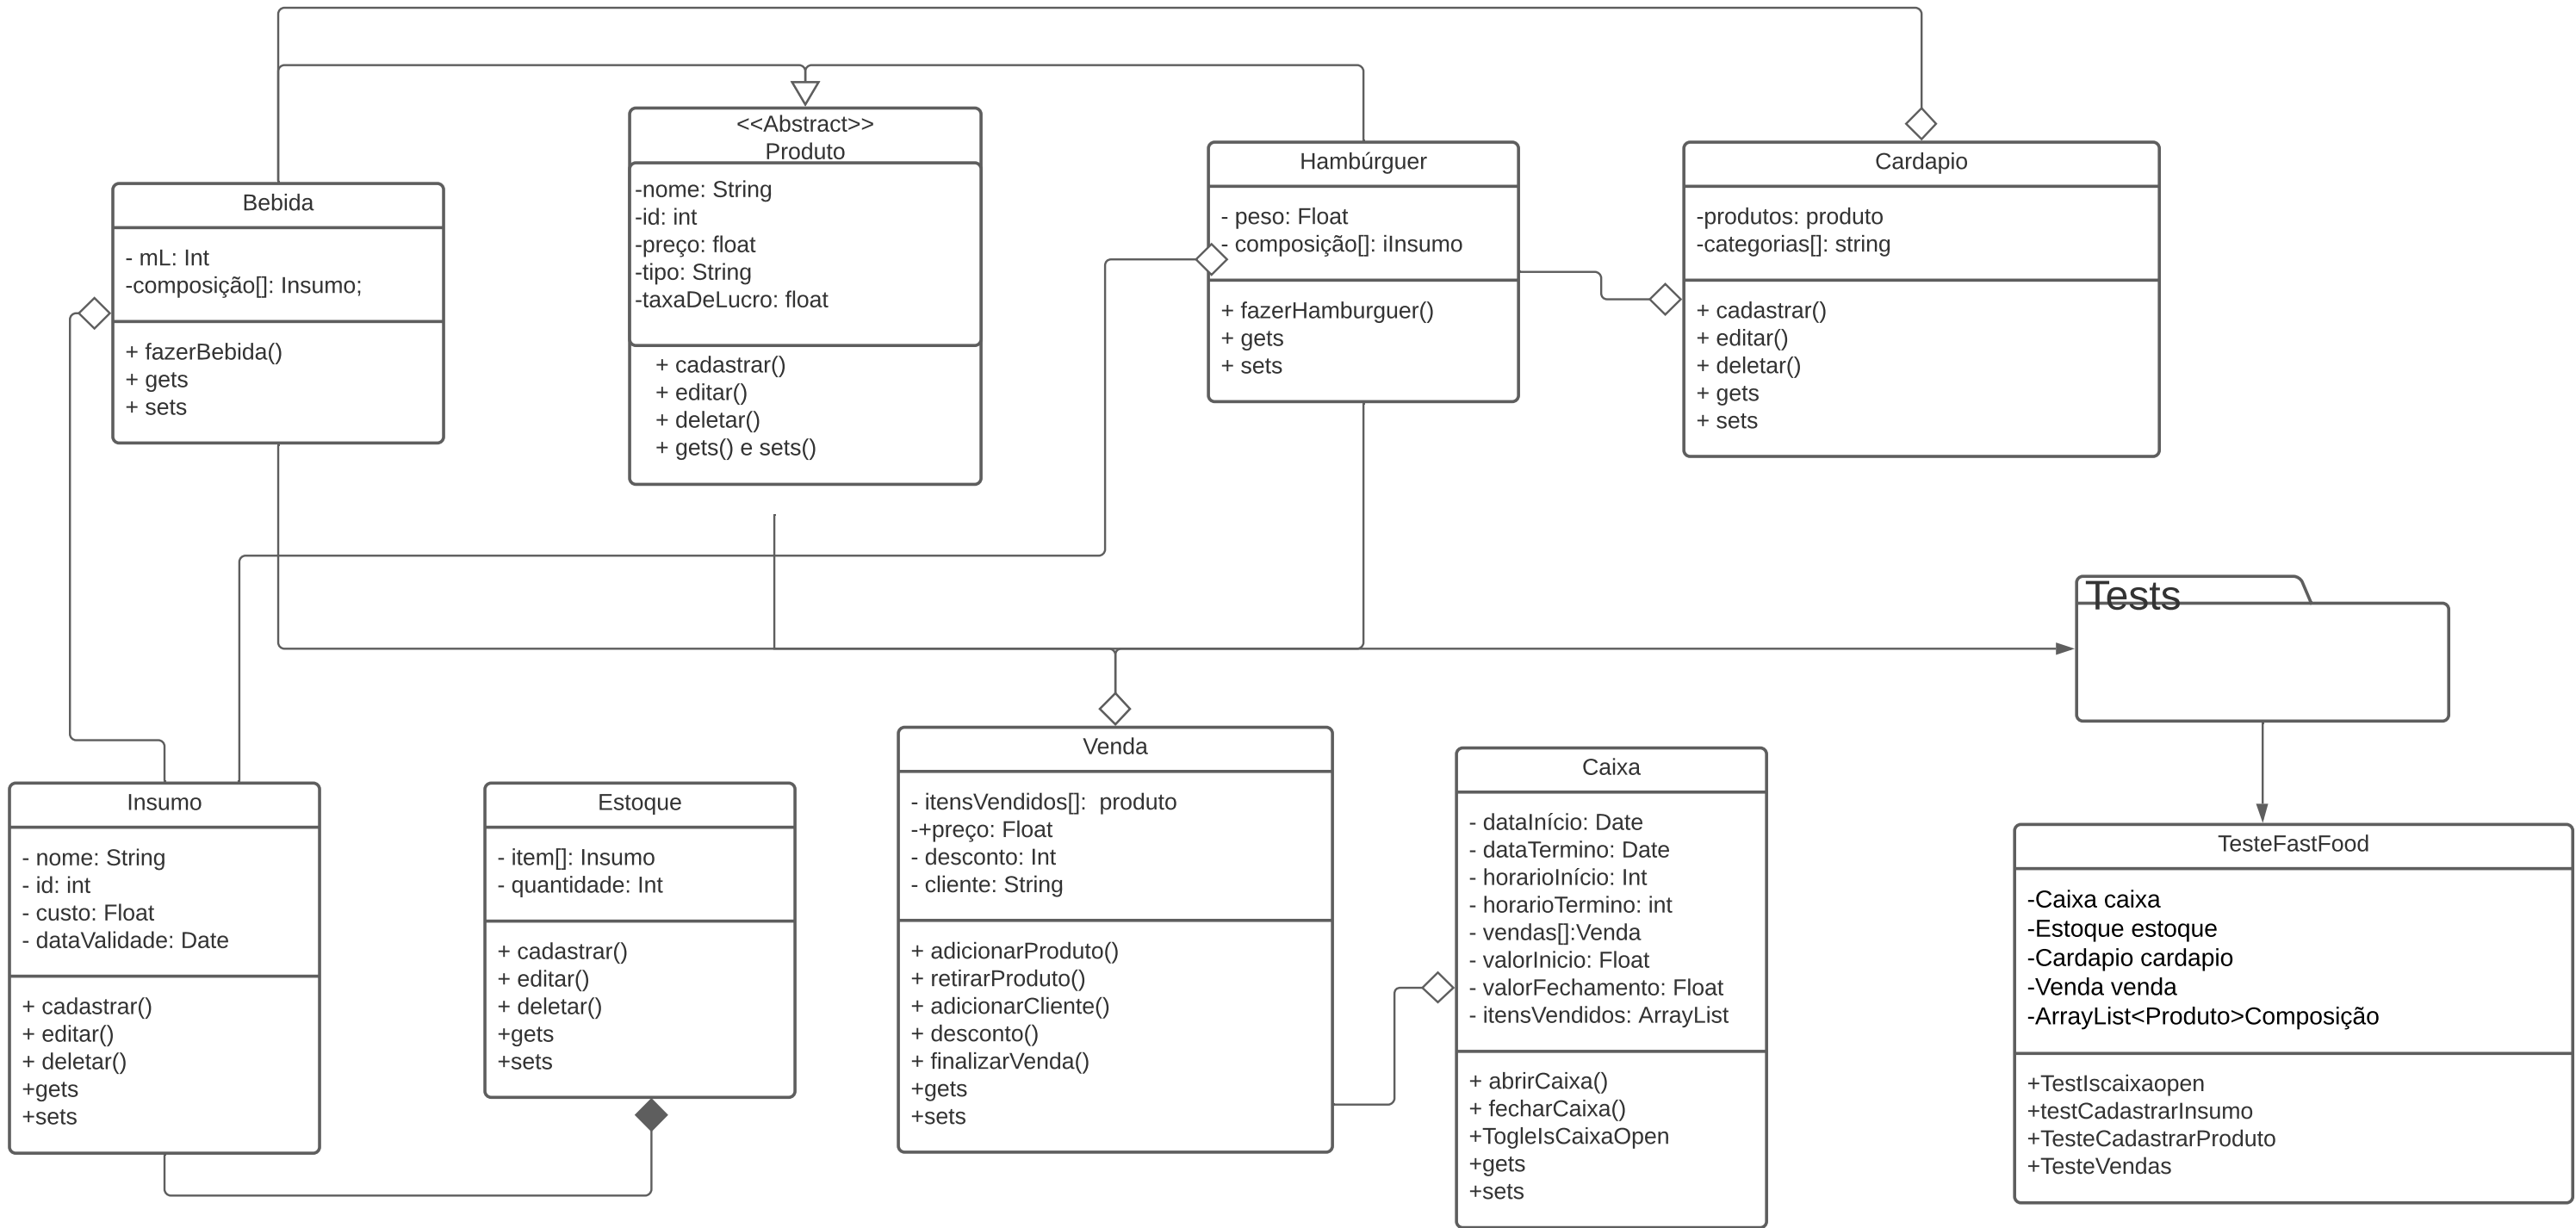 <<Abstract>>
Produto
-nome: String
-id: int
-preço: float
-tipo: String
-taxaDeLucro: float
+ cadastrar()
+ editar()
+ deletar()
+ gets() e sets()
Hambúrguer
- peso: Float
- composição[]: iInsumo
+ fazerHamburguer()
+ gets
+ sets
Cardapio
-produtos: produto
-categorias[]: string
+ cadastrar()
+ editar()
+ deletar()
+ gets
+ sets
Bebida
- mL: Int
-composição[]: Insumo;
+ fazerBebida()
+ gets
+ sets
Tests
Insumo
- nome: String
- id: int
- custo: Float
- dataValidade: Date
+ cadastrar()
+ editar()
+ deletar()
+gets
+sets
Estoque
- item[]: Insumo
- quantidade: Int
+ cadastrar()
+ editar()
+ deletar()
+gets
+sets
Venda
- itensVendidos[]:  produto
-+preço: Float
- desconto: Int
- cliente: String
+ adicionarProduto()
+ retirarProduto()
+ adicionarCliente()
+ desconto()
+ finalizarVenda()
+gets
+sets
Caixa
- dataInício: Date
- dataTermino: Date
- horarioInício: Int
- horarioTermino: int
- vendas[]:Venda
- valorInicio: Float
- valorFechamento: Float
- itensVendidos: ArrayList
+ abrirCaixa()
+ fecharCaixa()
+TogleIsCaixaOpen
+gets
+sets
TesteFastFood
-Caixa caixa
-Estoque estoque
-Cardapio cardapio
-Venda venda
-ArrayList<Produto>Composição
+TestIscaixaopen
+testCadastrarInsumo
+TesteCadastrarProduto
+TesteVendas